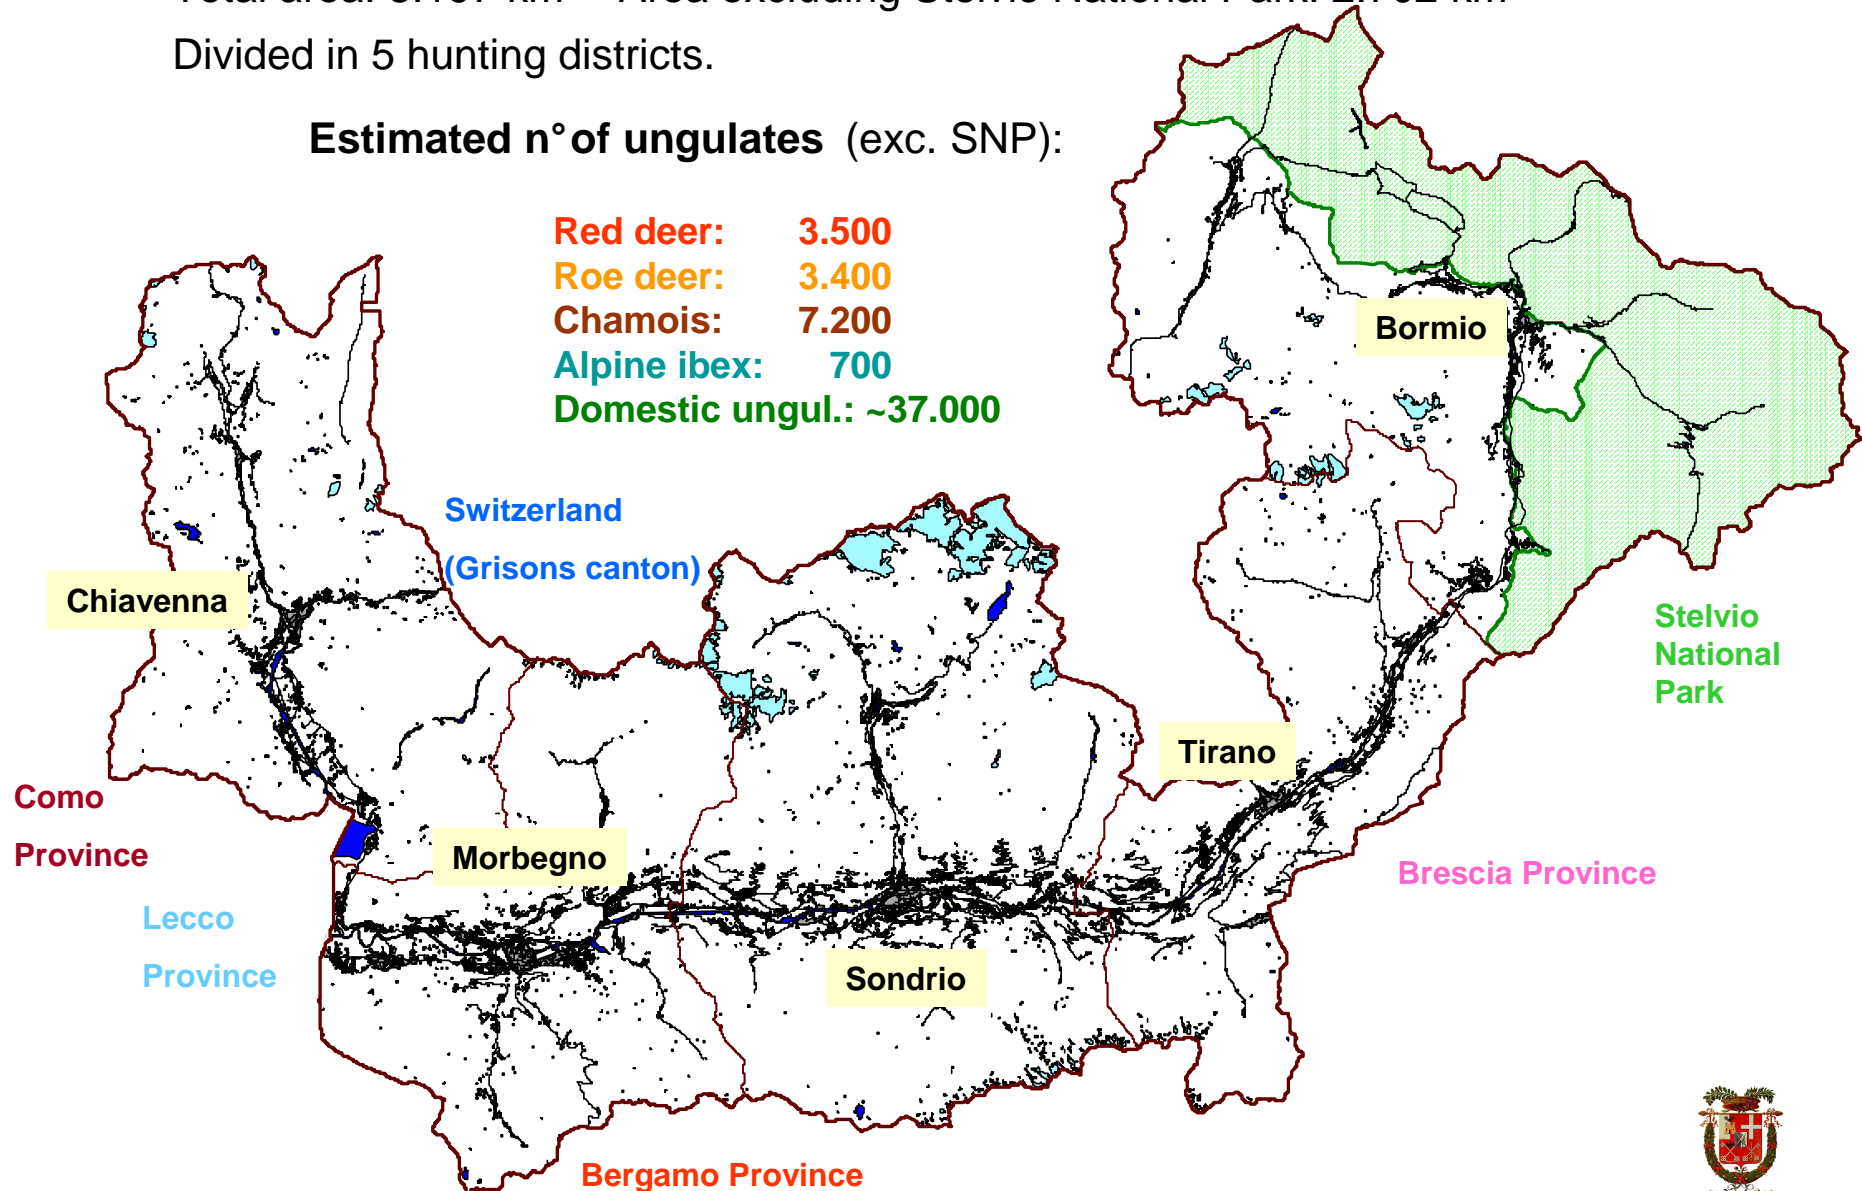 Divided in 5 hunting districts.
Estimated n° of ungulates (exc. SNP):
Red deer: 3.500
Roe deer: 3.400
Chamois: 7.200
Alpine ibex: 700
Domestic ungul.: ~37.000
Bormio
Switzerland
(Grisons canton)
Chiavenna
Stelvio
National
Park
Tirano
Como
Province
Morbegno
Brescia Province
Lecco
Province
Sondrio
Bergamo Province